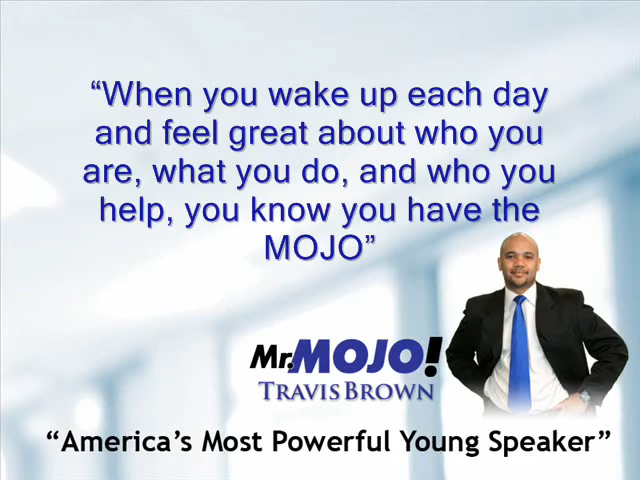 “When you wake up each day
and feel great about who you
are, what you do, and who you
help, you know you have the
MOJO”
Mr.MOJO!
TRAVIS BROWN
“America’s Most Powerful Young Speaker”